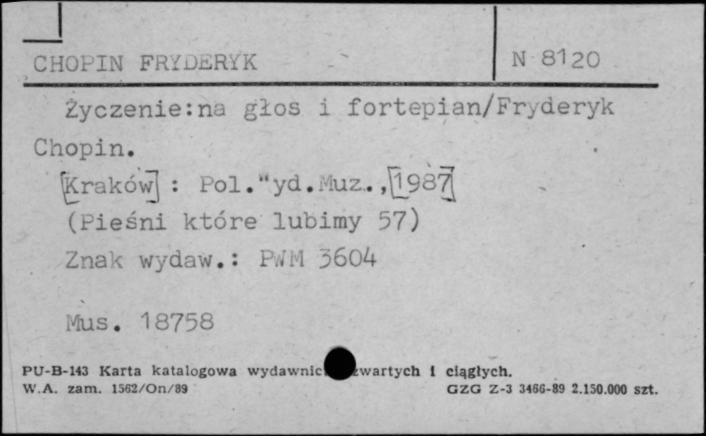 CHOPIN FRYDERYK
N 8120
Życzenie:na głos i fortepian/Fryderyk
Chopin.
[Kraków] : Pol. yd.Muz.,[1987]
(Pieśni które lubimy 57)
Znak wydaw.: PWM 3604
Mus. 18758
PU-B-143 Karta katalogowa i ciągłych.
W.A. zam. 1562/On/89
GZG Z-3 3466-89 2.150.000 szt.